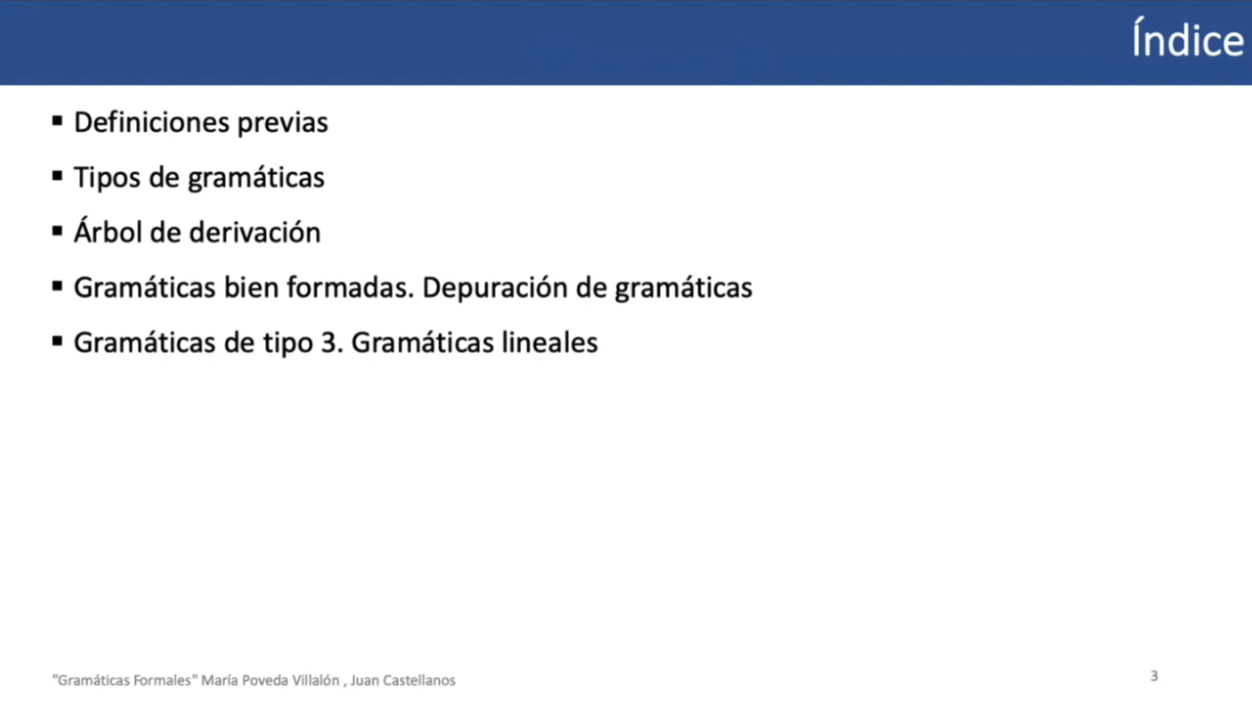 Índice
▪ Definiciones previas
▪ Tipos de gramáticas
▪ Árbol de derivación
▪ Gramáticas bien formadas. Depuración de gramáticas
▪ Gramáticas de tipo 3. Gramáticas lineales
"Gramáticas Formales" María Poveda Villalón , Juan Castellanos
3